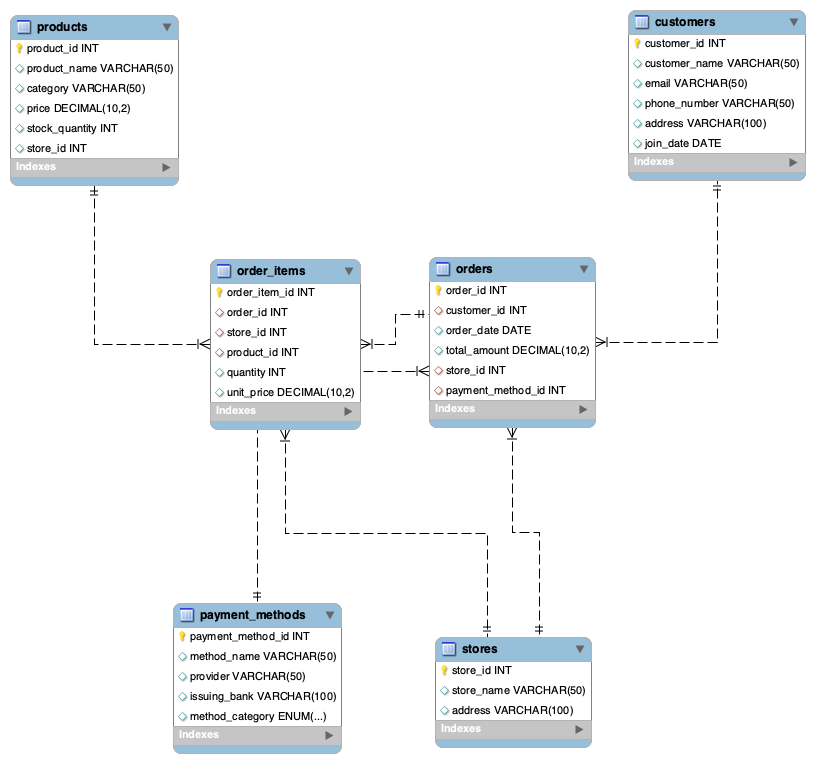 products
product_id INT
product_name VARCHAR(50)
category VARCHAR(50)
price DECIMAL(10,2)
stock_quantity INT
store_id INT
Indexes
customers
customer_id INT
customer_name VARCHAR(50)
email VARCHAR(50)
phone_number VARCHAR(50)
address VARCHAR(100)
join_date DATE
Indexes
order_items
order_item_id INT
order_id INT
store_id INT
product_id INT
quantity INT
unit_price DECIMAL(10,2)
Indexes
orders
order_id INT
customer_id INT
order_date DATE
total_amount DECIMAL(10,2)
store_id INT
payment_method_id INT
Indexes
payment_methods
payment_method_id INT
method_name VARCHAR(50)
provider VARCHAR(50)
issuing_bank VARCHAR(100)
method_category ENUM(...)
Indexes
stores
store_id INT
store_name VARCHAR(50)
address VARCHAR(100)
Indexes